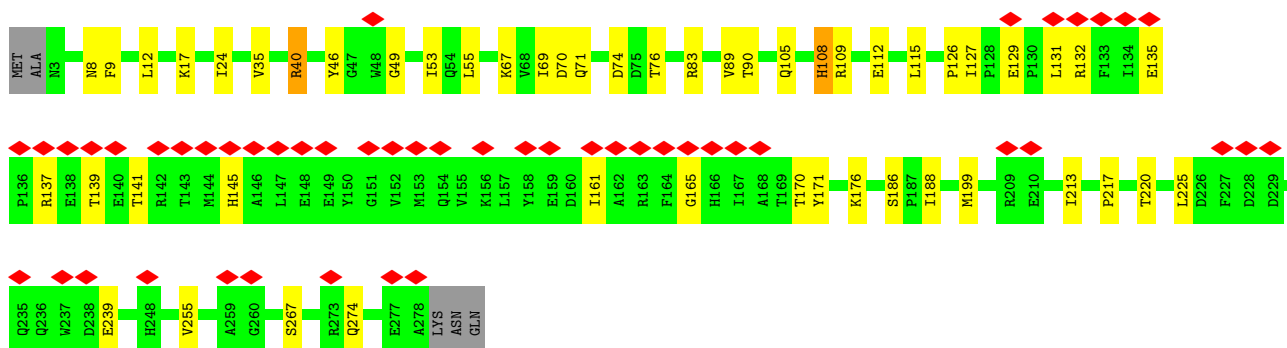 MET ALA N3 N8 F9 L12 K17 I24 V35 R40 Y46 G47 W48 G49 I53 Q54 L55 K67 V68 I69 D70 Q71 D74 D75 T76 R83 V89 T90 Q105 H108 R109 E112 L115 P126 I127 P128 E129 P130 L131 R132 F133 I134 E135
P136 R137 E138 T139 E140 T141 R142 T143 M144 H145 A146 L147 E148 E149 Y150 G151 V152 M153 Q154 V155 K156 L157 Y158 E159 D160 I161 A162 R163 F164 G165 H166 I167 A168 T169 T170 Y171 K176 S186 P187 I188 M199 R209 E210 I213 P217 T220 L225 D226 F227 D228 D229
Q235 Q236 W237 D238 E239 H248 V255 A259 G260 S267 R273 Q274 E277 A278 LYS ASN GLN